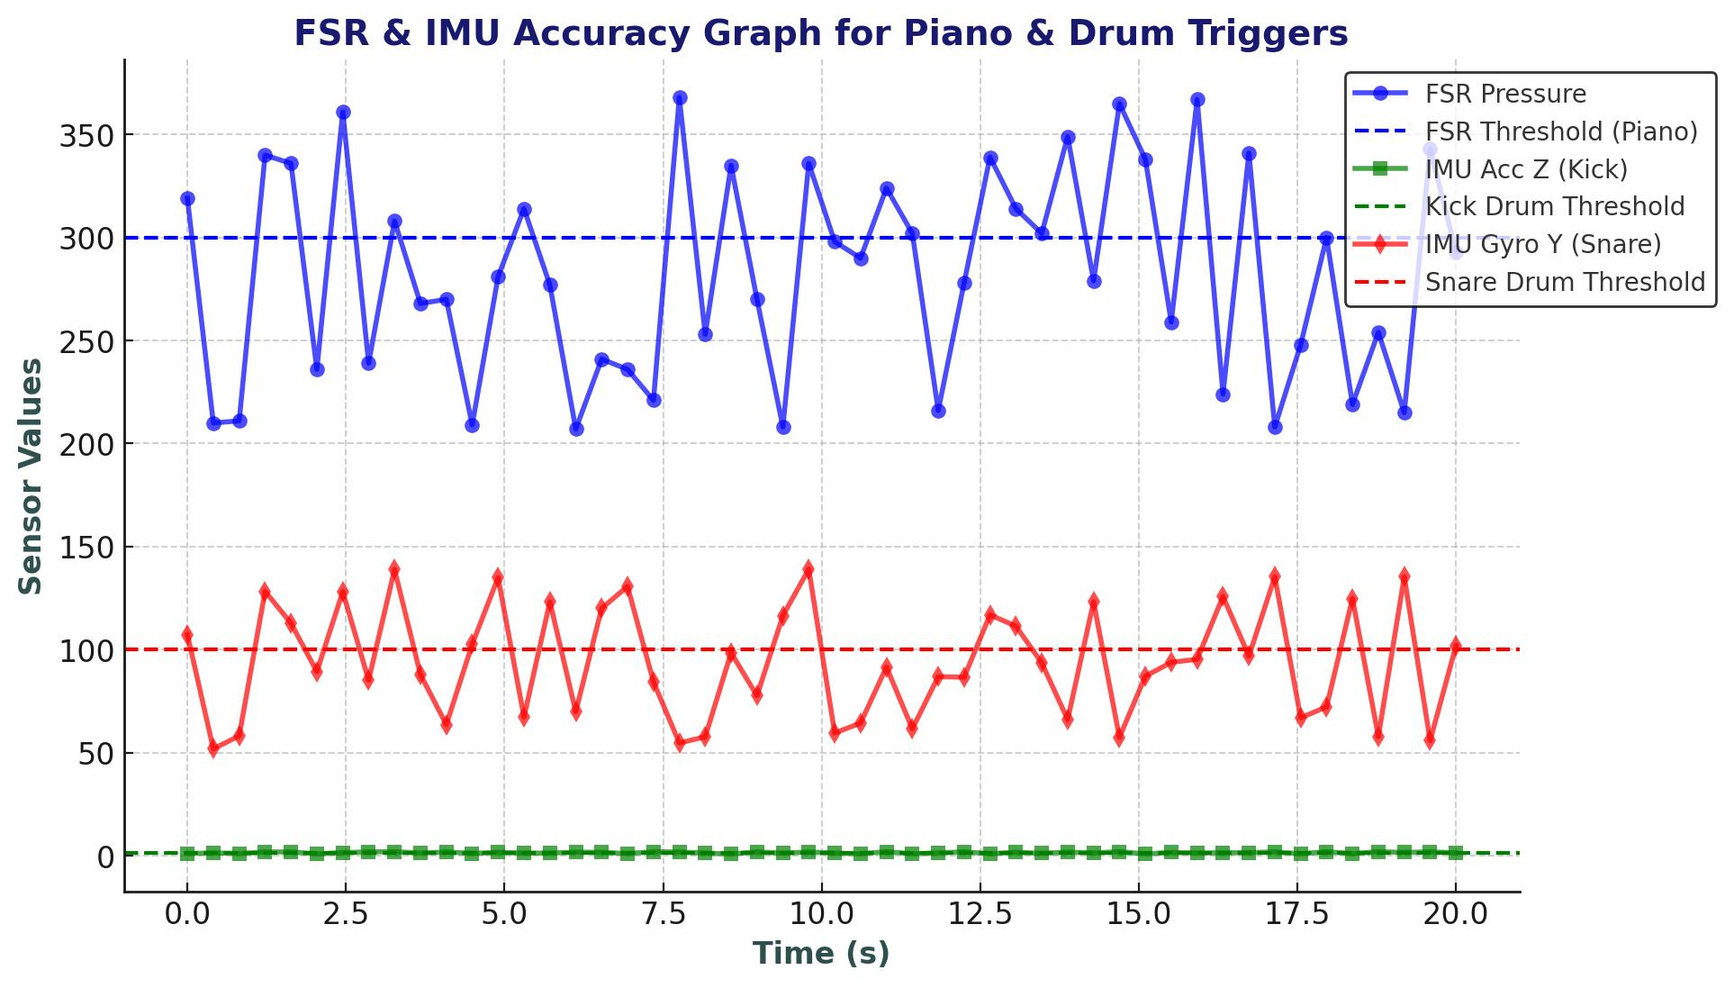 FSR & IMU Accuracy Graph for Piano & Drum Triggers
FSR Pressure
FSR Threshold (Piano)
IMU Acc Z (Kick)
Kick Drum Threshold
IMU Gyro Y (Snare)
Snare Drum Threshold
Sensor Values
350
300
250
200
150
100
50
0
0.0 2.5 5.0 7.5 10.0 12.5 15.0 17.5 20.0
Time (s)